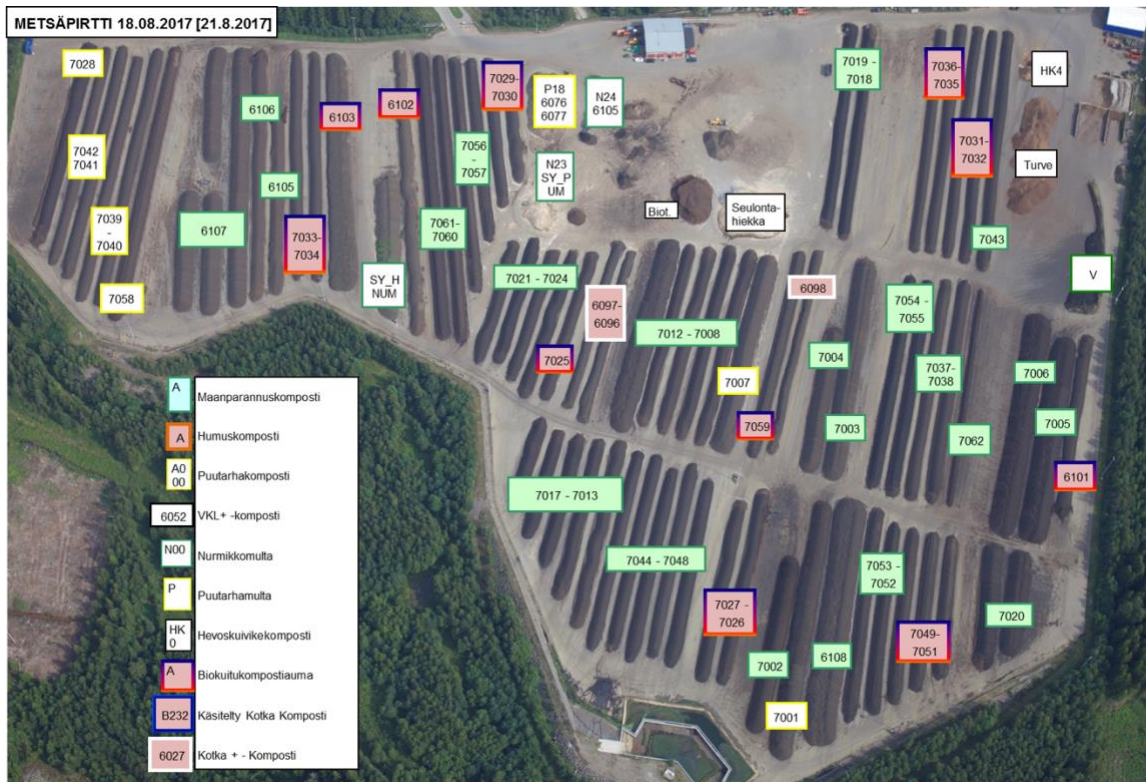 METSÄPIRTTI 18.08.2017 [21.8.2017]
7028
7042
7041
7039
-
7040
7058
6106
6105
6107
6103
7033-
7034
6102
SY_H
NUM
7029-
7030
7056
-
7057
7061-
7060
P18
6076
6077
N24
6105
N23
SY_P
UM
Biot.
Seulonta-
hiekka
7019 -
7018
7036-
7035
7031-
7032
7043
HK4
Turve
V
7021 - 7024
7025
6097-
6096
7012 - 7008
7007
7059
6098
7004
7003
7054 -
7055
7037-
7038
7062
7006
7005
6101
7017 - 7013
7044 - 7048
7027 -
7026
7002
7001
6108
7053 -
7052
7049-
7051
7020
A
Maanparannuskomposti
A
Humuskomposti
A0
00
Puutarhakomposti
6052
VKL+ -komposti
N00
Nurmikkomulta
P
Puutarhamulta
HK
0
Hevoskuivikekomposti
A
Biokuitukompostiauma
B232
Käsitelty Kotka Komposti
6027
Kotka + - Komposti